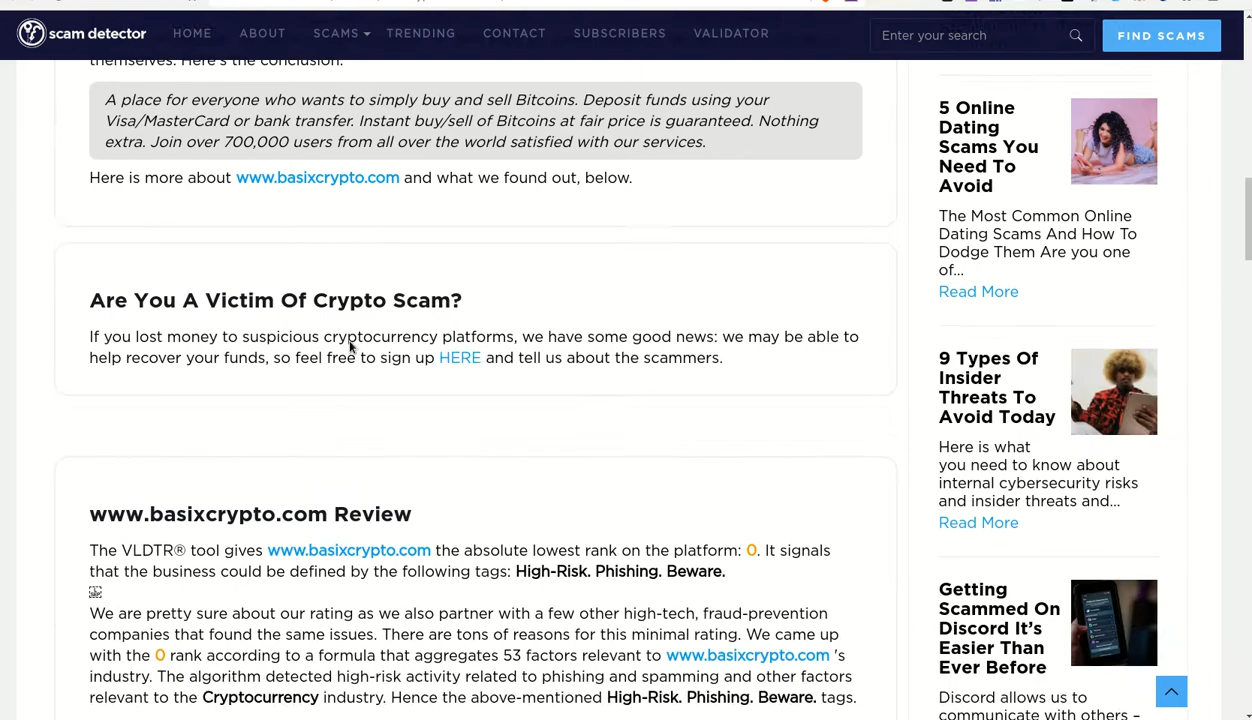 scam detector
HOME
ABOUT
SCAMS
TRENDING
CONTACT
SUBSCRIBERS
VALIDATOR
Enter your search
FIND SCAMS
themselves. Here's the conclusion.
A place for everyone who wants to simply buy and sell Bitcoins. Deposit funds using your
Visa/MasterCard or bank transfer. Instant buy/sell of Bitcoins at fair price is guaranteed. Nothing
extra. Join over 700,000 users from all over the world satisfied with our services.
Here is more about www.basixcrypto.com and what we found out, below.
Are You A Victim Of Crypto Scam?
If you lost money to suspicious cryptocurrency platforms, we have some good news: we may be able to
help recover your funds, so feel free to sign up HERE and tell us about the scammers.
www.basixcrypto.com Review
The VLDTR® tool gives www.basixcrypto.com the absolute lowest rank on the platform: 0. It signals
that the business could be defined by the following tags: High-Risk. Phishing. Beware.
We are pretty sure about our rating as we also partner with a few other high-tech, fraud-prevention
companies that found the same issues. There are tons of reasons for this minimal rating. We came up
with the 0 rank according to a formula that aggregates 53 factors relevant to www.basixcrypto.com 's
industry. The algorithm detected high-risk activity related to phishing and spamming and other factors
relevant to the Cryptocurrency industry. Hence the above-mentioned High-Risk. Phishing. Beware. tags.
5 Online
Dating
Scams You
Need To
Avoid
The Most Common Online
Dating Scams And How To
Dodge Them Are you one
of...
Read More
9 Types Of
Insider
Threats To
Avoid Today
Here is what
you need to know about
internal cybersecurity risks
and insider threats and...
Read More
Getting
Scammed On
Discord It's
Easier Than
Ever Before
Discord allows us to
communicate with others –